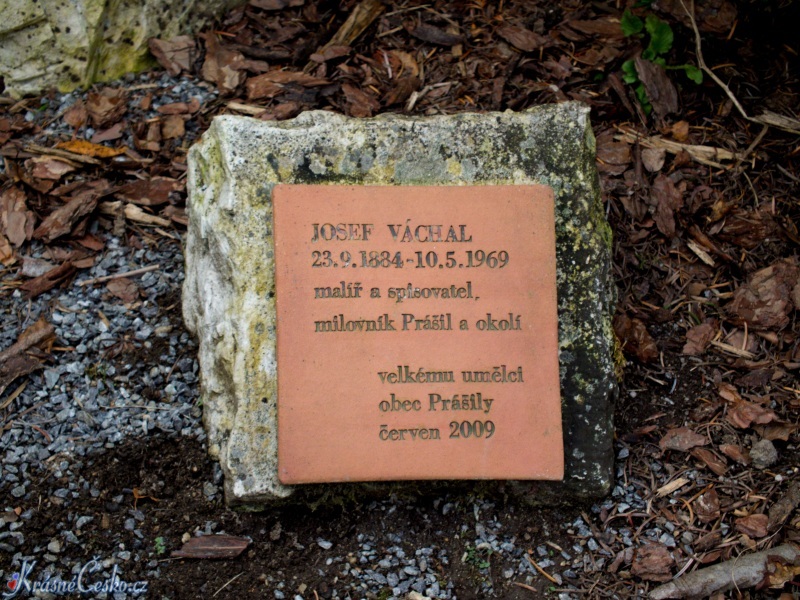 JOSEF VÁCHAL
23.9.1884-10.5.1969
malíř a spisovatel,
milovník Prášil a okolí
velkému umělci
obec Prášily
červen 2009
KrásnéČesko.cz